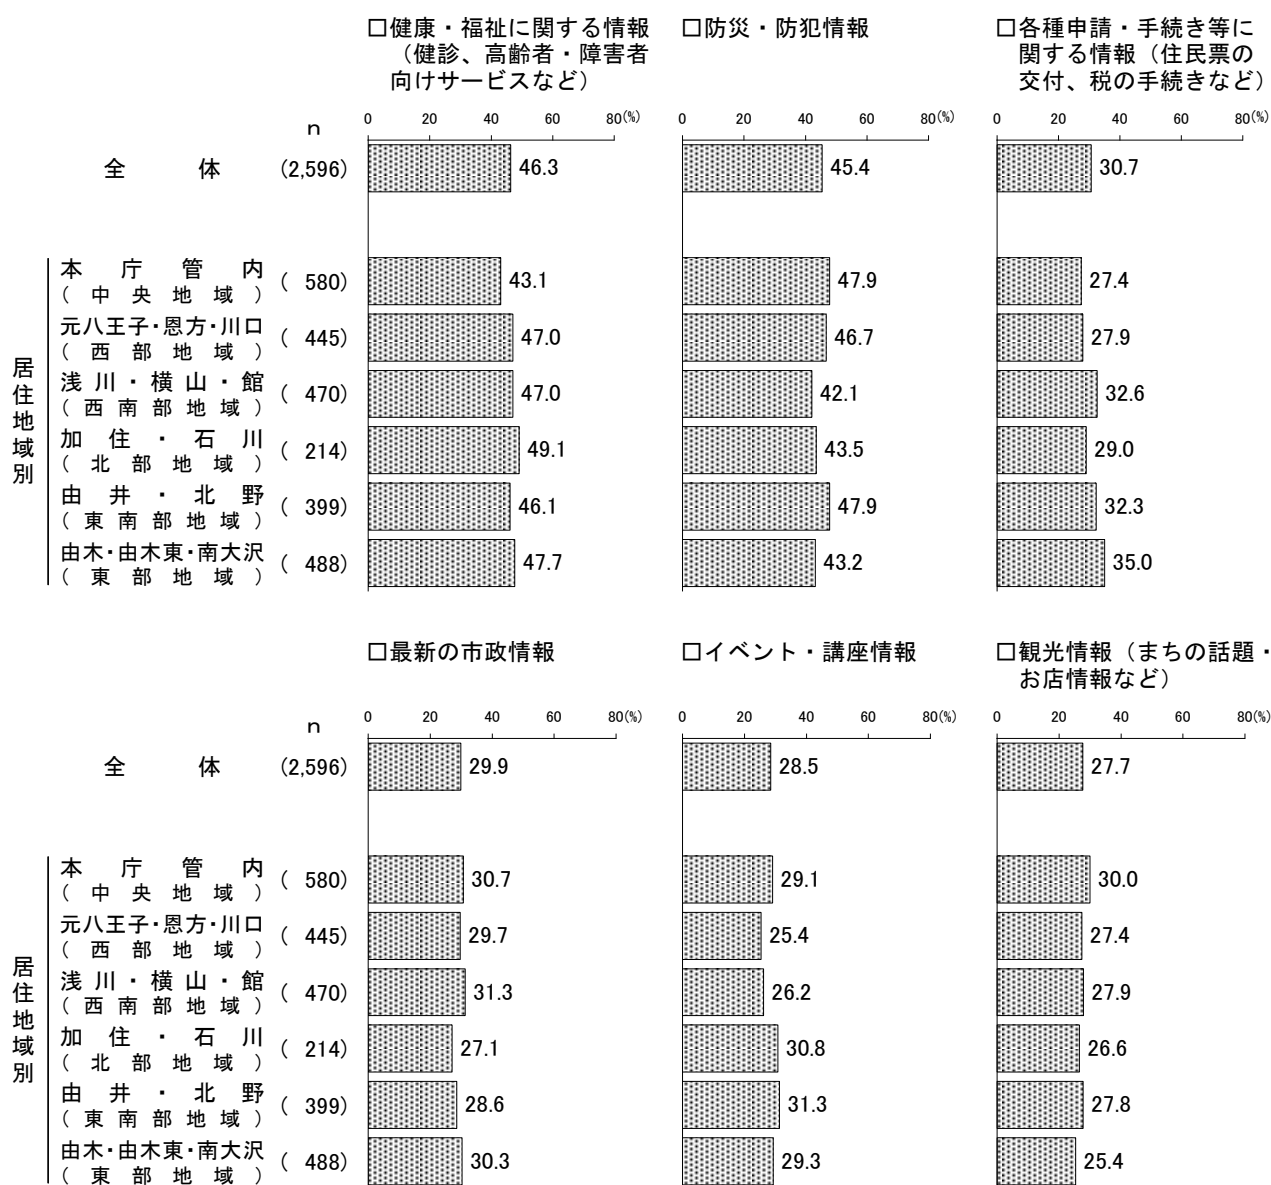 □健康・福祉に関する情報 □防災・防犯情報 □各種申請・手続き等に
（健診、高齢者・障害者 関する情報（住民票の
向けサービスなど） 交付、税の手続きなど）
n 0 20 40 60 80(%) 0 20 40 60 80(%) 0 20 40 60 80(%)
全体 (2,596) 46.3 45.4 30.7
居住地域別
本庁管内 ( 580) 43.1 47.9 27.4
（中央地域）
元八王子・恩方・川口 ( 445) 47.0 46.7 27.9
（西部地域）
浅川・横山・館 ( 470) 47.0 42.1 32.6
（西南部地域）
加住・石川 ( 214) 49.1 43.5 29.0
（北部地域）
由井・北野 ( 399) 46.1 47.9 32.3
（東南部地域）
由木・由木東・南大沢 ( 488) 47.7 43.2 35.0
（東部地域）
□最新の市政情報 □イベント・講座情報 □観光情報（まちの話題・
お店情報など）
n 0 20 40 60 80(%) 0 20 40 60 80(%) 0 20 40 60 80(%)
全体 (2,596) 29.9 28.5 27.7
居住地域別
本庁管内 ( 580) 30.7 29.1 30.0
（中央地域）
元八王子・恩方・川口 ( 445) 29.7 25.4 27.4
（西部地域）
浅川・横山・館 ( 470) 31.3 26.2 27.9
（西南部地域）
加住・石川 ( 214) 27.1 30.8 26.6
（北部地域）
由井・北野 ( 399) 28.6 31.3 27.8
（東南部地域）
由木・由木東・南大沢 ( 488) 30.3 29.3 25.4
（東部地域）